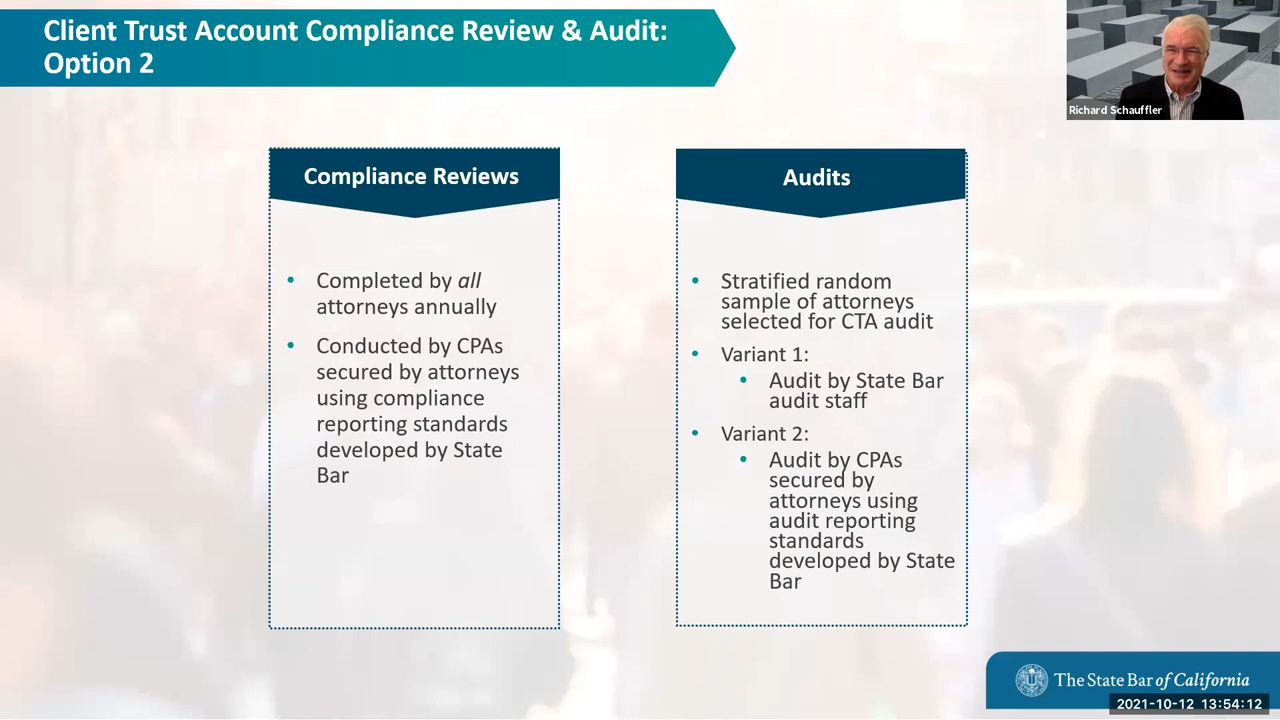 Client Trust Account Compliance Review & Audit:
Option 2
Richard Schauffler
Compliance Reviews
• Completed by all
attorneys annually
• Conducted by CPAs
secured by attorneys
using compliance
reporting standards
developed by State
Bar
Audits
• Stratified random
sample of attorneys
selected for CTA audit
• Variant 1:
• Audit by State Bar
audit staff
• Variant 2:
• Audit by CPAs
secured by
attorneys using
audit reporting
standards
developed by State
Bar
The State Bar of California
2021-10-12 13:54:12